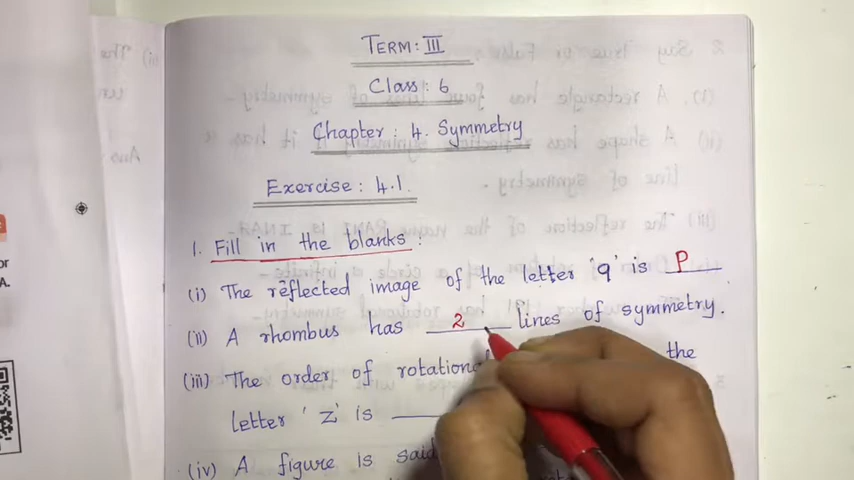 TERM: III
Class: 6
Chapter: 4. Symmetry
Exercise: 4.1.
1. Fill in the blanks:
(i) The reflected image of the letter 'q' is P
(ii) A rhombus has 2 lines of symmetry.
(iii) The order of rotational the
letter 'Z' is
(iv) A figure is said